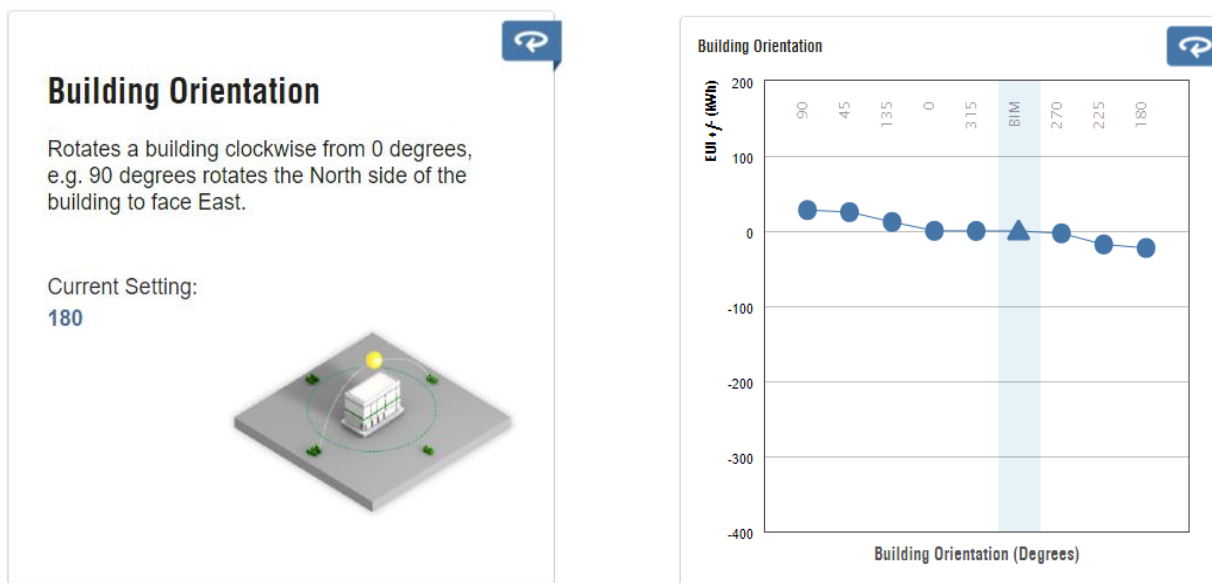 Building Orientation
Rotates a building clockwise from 0 degrees,
e.g. 90 degrees rotates the North side of the
building to face East.
Current Setting:
180
Building Orientation
EUI +/- (kWh)
200
100
0
-100
-200
-300
-400
90
45
135
0
315
BIM
270
225
180
Building Orientation (Degrees)